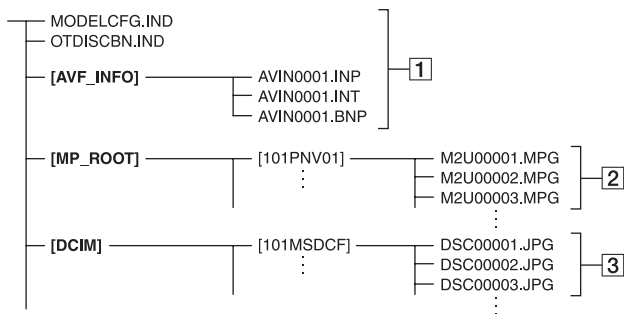 MODELCFG.IND
OTDISCBN.IND
[AVF_INFO] AVIN0001.INP
AVIN0001.INT
AVIN0001.BNP
1
[MP_ROOT] [101PNV01] M2U00001.MPG
M2U00002.MPG
M2U00003.MPG
2
[DCIM] [101MSDCF] DSC00001.JPG
DSC00002.JPG
DSC00003.JPG
3